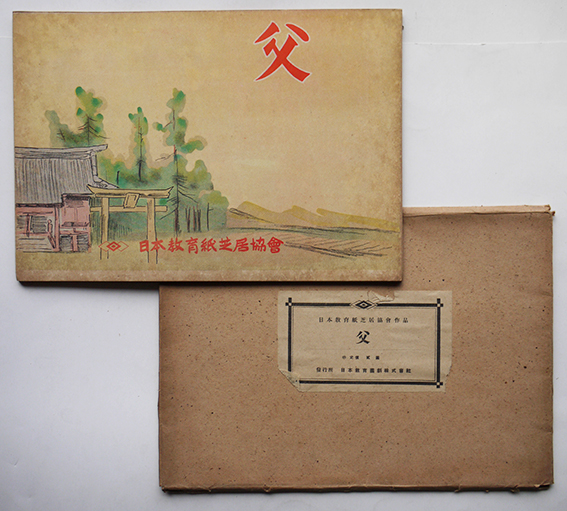 父
日本教育紙芝居協會
日本教育紙芝居協會作品
父
發行所 日本教育畫劇株式會社